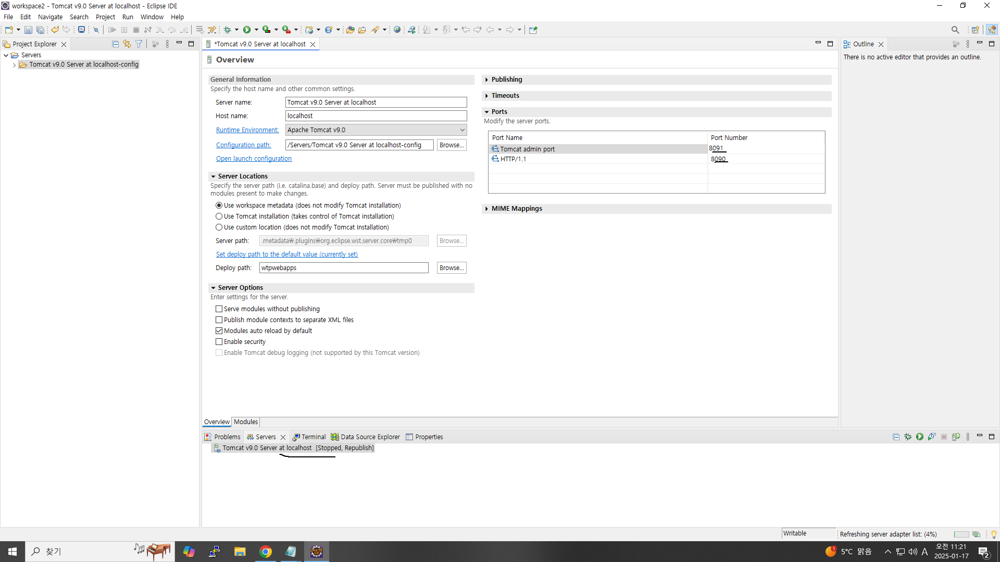 workspace2 - Tomcat v9.0 Server at localhost - Eclipse IDE
File Edit Navigate Search Project Run Window Help
Project Explorer
Servers
Tomcat v9.0 Server at localhost-config
*Tomcat v9.0 Server at localhost
Overview
General Information
Specify the host name and other common settings.
Server name: Tomcat v9.0 Server at localhost
Host name: localhost
Runtime Environment: Apache Tomcat v9.0
Configuration path: /Servers/Tomcat v9.0 Server at localhost-config Browse...
Open launch configuration
Server Locations
Specify the server path (i.e. catalina.base) and deploy path. Server must be published with no
modules present to make changes.
Use workspace metadata (does not modify Tomcat installation)
Use Tomcat installation (takes control of Tomcat installation)
Use custom location (does not modify Tomcat installation)
Server path: .metadata₩.plugins₩org.eclipse.wst.server.core₩tmp0 Browse...
Set deploy path to the default value (currently set)
Deploy path: wtpwebapps Browse...
Server Options
Enter settings for the server.
Serve modules without publishing
Publish module contexts to separate XML files
Modules auto reload by default
Enable security
Enable Tomcat debug logging (not supported by this Tomcat version)
Publishing
Timeouts
Ports
Modify the server ports.
Port Name Port Number
Tomcat admin port 8091
HTTP/1.1 8090
MIME Mappings
Overview Modules
Outline
There is no active editor that provides an outline.
Problems Servers Terminal Data Source Explorer Properties
Tomcat v9.0 Server at localhost [Stopped, Republish]
Writable
Refreshing server adapter list: (4%)
찾기
1
5°C 맑음
A
오전 11:21
2025-01-17
2